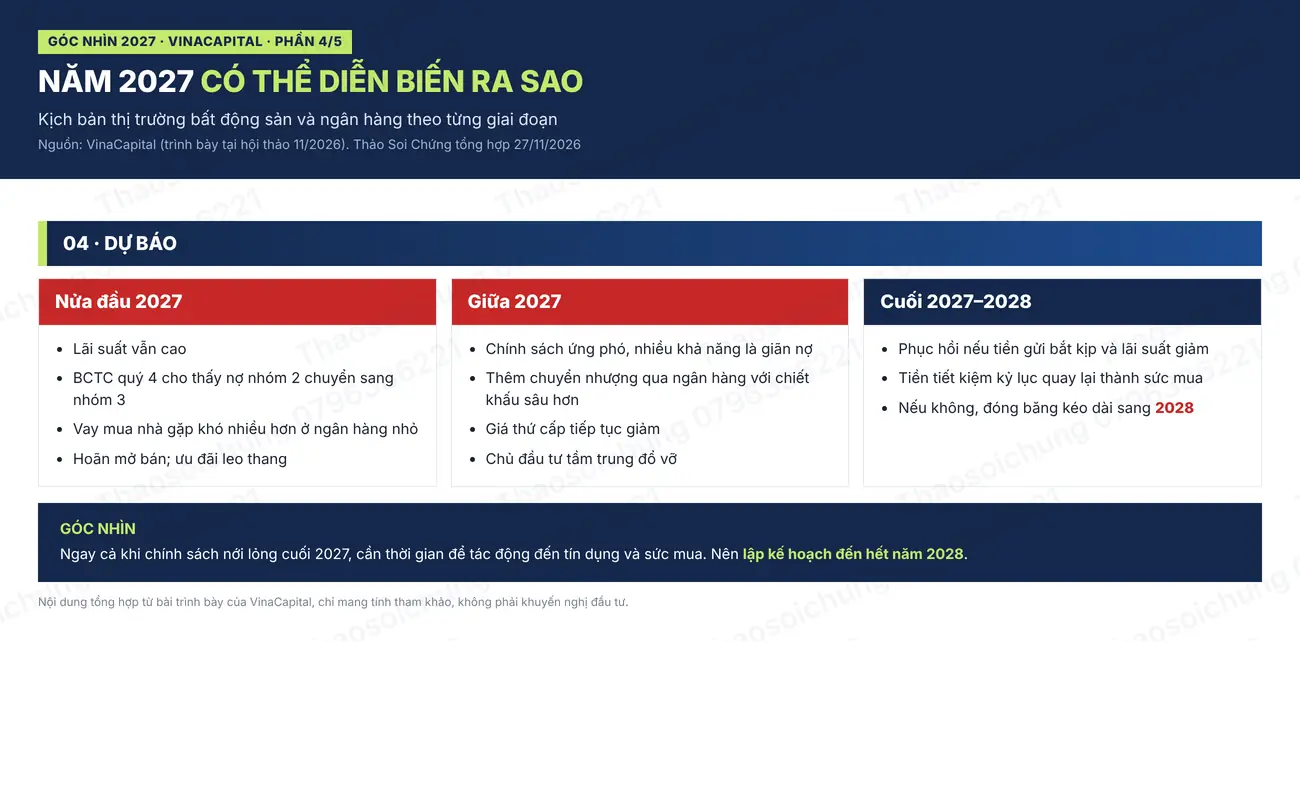 GÓC NHÌN 2027 · VINACAPITAL · PHẦN 4/5
NĂM 2027 CÓ THỂ DIỄN BIẾN RA SAO
Kịch bản thị trường bất động sản và ngân hàng theo từng giai đoạn
Nguồn: VinaCapital (trình bày tại hội thảo 11/2026). Thảo Soi Chứng tổng hợp 27/11/2026
04 · DỰ BÁO
Nửa đầu 2027
• Lãi suất vẫn cao
• BCTC quý 4 cho thấy nợ nhóm 2 chuyển sang
nhóm 3
• Vay mua nhà gặp khó nhiều hơn ở ngân hàng nhỏ
• Hoãn mở bán; ưu đãi leo thang
Giữa 2027
• Chính sách ứng phó, nhiều khả năng là giãn nợ
• Thêm chuyển nhượng qua ngân hàng với chiết
khấu sâu hơn
• Giá thứ cấp tiếp tục giảm
• Chủ đầu tư tầm trung đổ vỡ
Cuối 2027–2028
• Phục hồi nếu tiền gửi bắt kịp và lãi suất giảm
• Tiền tiết kiệm kỷ lục quay lại thành sức mua
• Nếu không, đóng băng kéo dài sang 2028
GÓC NHÌN
Ngay cả khi chính sách nới lỏng cuối 2027, cần thời gian để tác động đến tín dụng và sức mua. Nên lập kế hoạch đến hết năm 2028.
Nội dung tổng hợp từ bài trình bày của VinaCapital, chỉ mang tính tham khảo, không phải khuyến nghị đầu tư.
Thaosoichung 0796966221